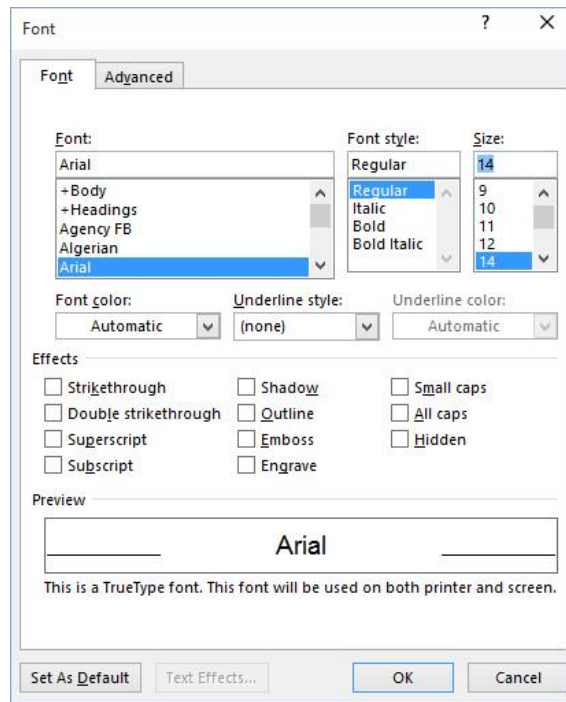 Font ? ×
Font Advanced
Font: Font style: Size:
Arial Regular 14
+Body Regular 9
+Headings Italic 10
Agency FB Bold 11
Algerian Bold Italic 12
Arial 14
Font color: Underline style: Underline color:
Automatic (none) Automatic
Effects
Strikethrough Shadow Small caps
Double strikethrough Outline All caps
Superscript Emboss Hidden
Subscript Engrave
Preview
Arial
This is a TrueType font. This font will be used on both printer and screen.
Set As Default Text Effects... OK Cancel